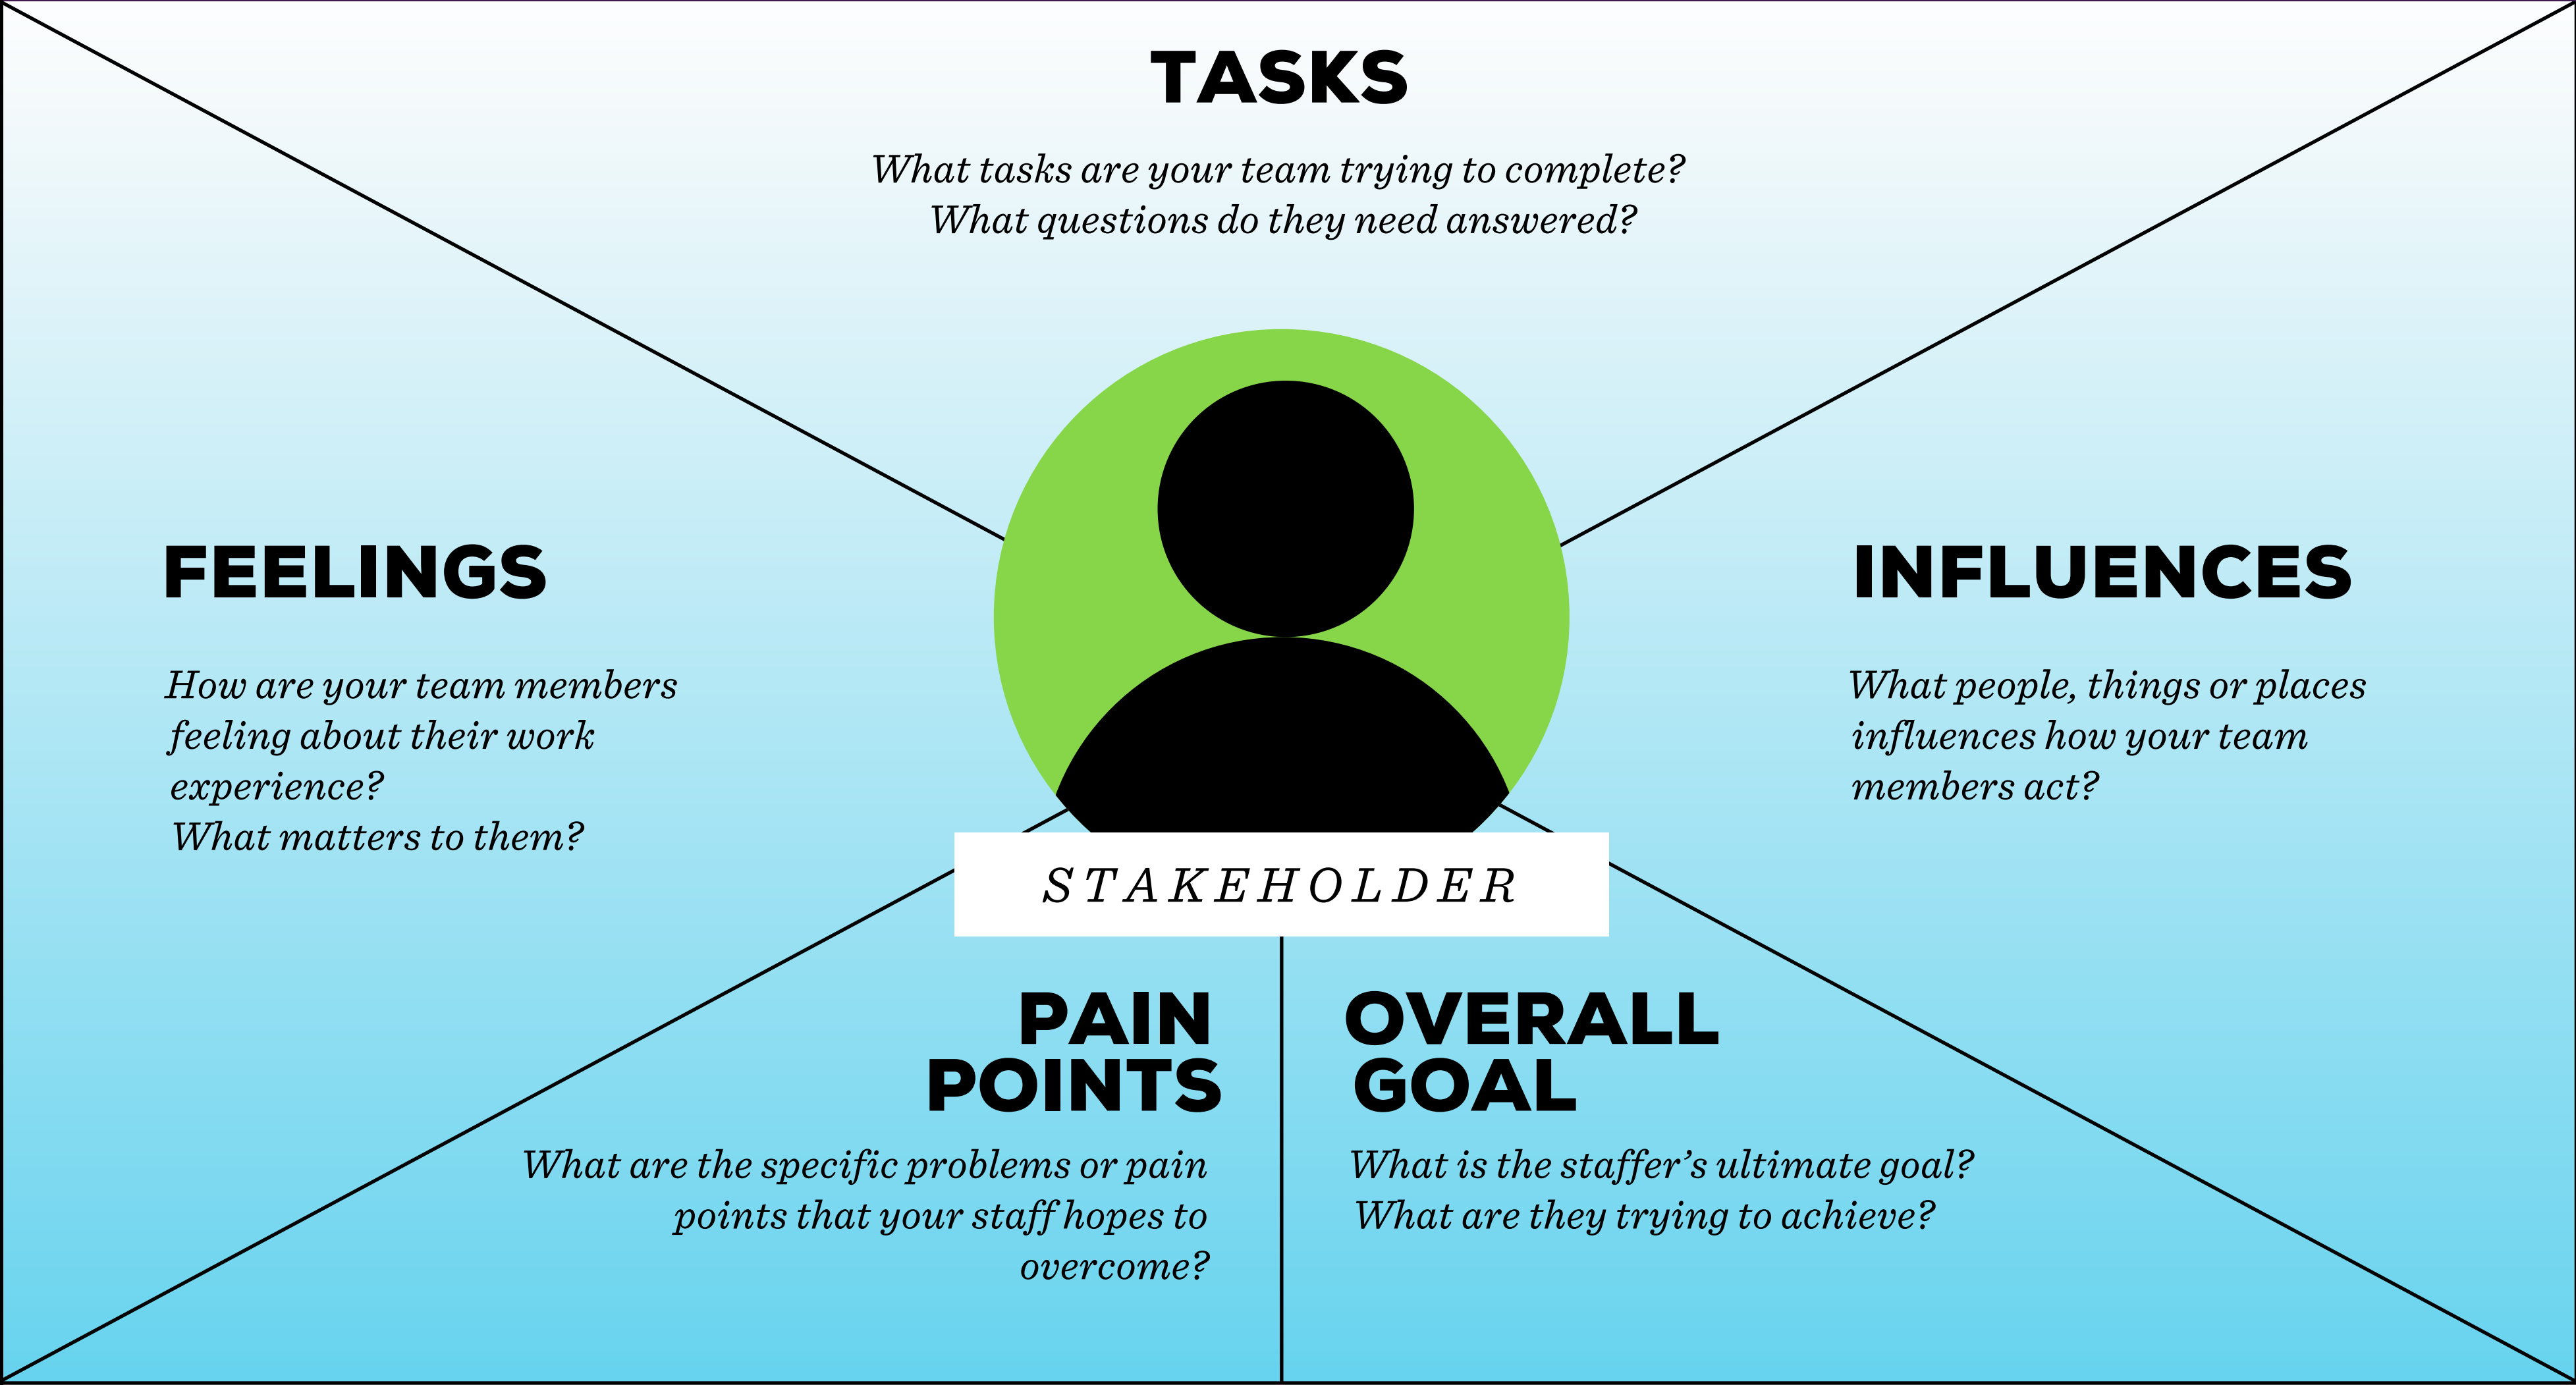 TASKS
What tasks are your team trying to complete?
What questions do they need answered?
FEELINGS
How are your team members
feeling about their work
experience?
What matters to them?
INFLUENCES
What people, things or places
influences how your team
members act?
STAKEHOLDER
PAIN
POINTS
What are the specific problems or pain
points that your staff hopes to
overcome?
OVERALL
GOAL
What is the staffer’s ultimate goal?
What are they trying to achieve?